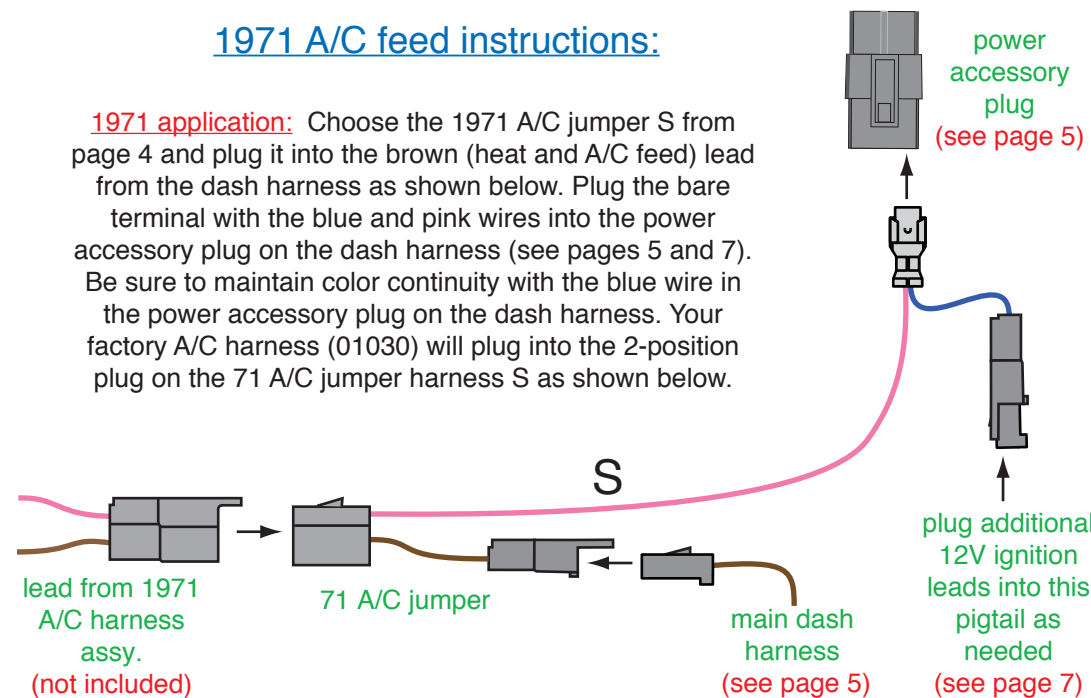 1971 A/C feed instructions:
1971 application: Choose the 1971 A/C jumper S from
page 4 and plug it into the brown (heat and A/C feed) lead
from the dash harness as shown below. Plug the bare
terminal with the blue and pink wires into the power
accessory plug on the dash harness (see pages 5 and 7).
Be sure to maintain color continuity with the blue wire in
the power accessory plug on the dash harness. Your
factory A/C harness (01030) will plug into the 2-position
plug on the 71 A/C jumper harness S as shown below.
power
accessory
plug
(see page 5)
S
lead from 1971
A/C harness
assy.
(not included)
71 A/C jumper
main dash
harness
(see page 5)
plug additional
12V ignition
leads into this
pigtail as
needed
(see page 7)